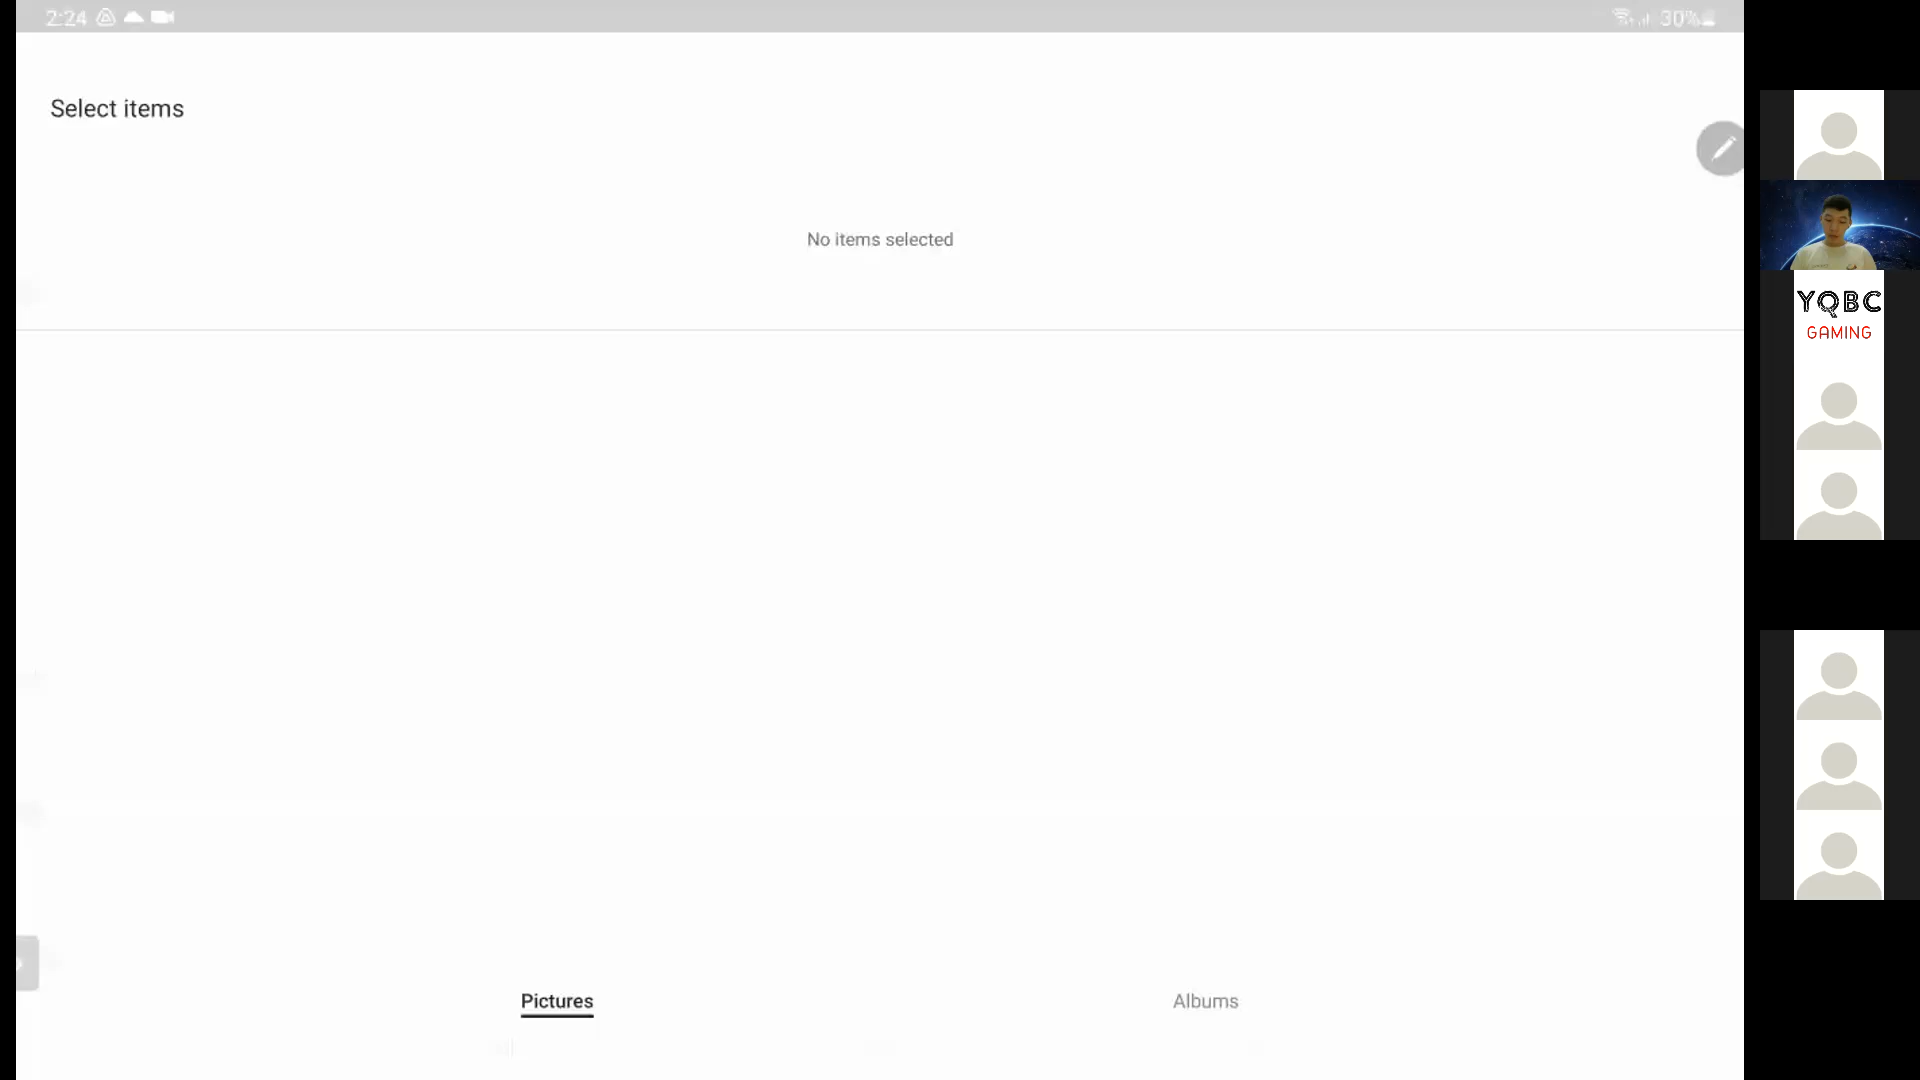 2:24
30%
Select items
No items selected
YQBC
GAMING
Pictures
Albums